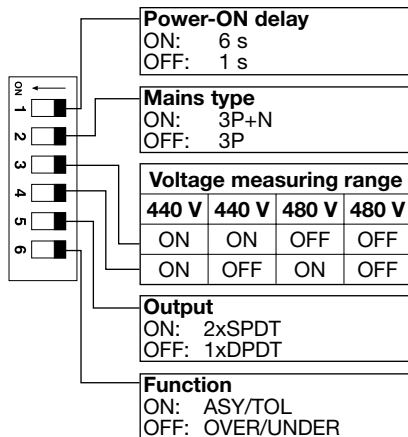 Power-ON delay
ON: 6 s
OFF: 1 s
Mains type
ON: 3P+N
OFF: 3P
Voltage measuring range
440 V 440 V 480 V 480 V
ON ON OFF OFF
ON OFF ON OFF
Output
ON: 2xSPDT
OFF: 1xDPDT
Function
ON: ASY/TOL
OFF: OVER/UNDER
ON
1
2
3
4
5
6